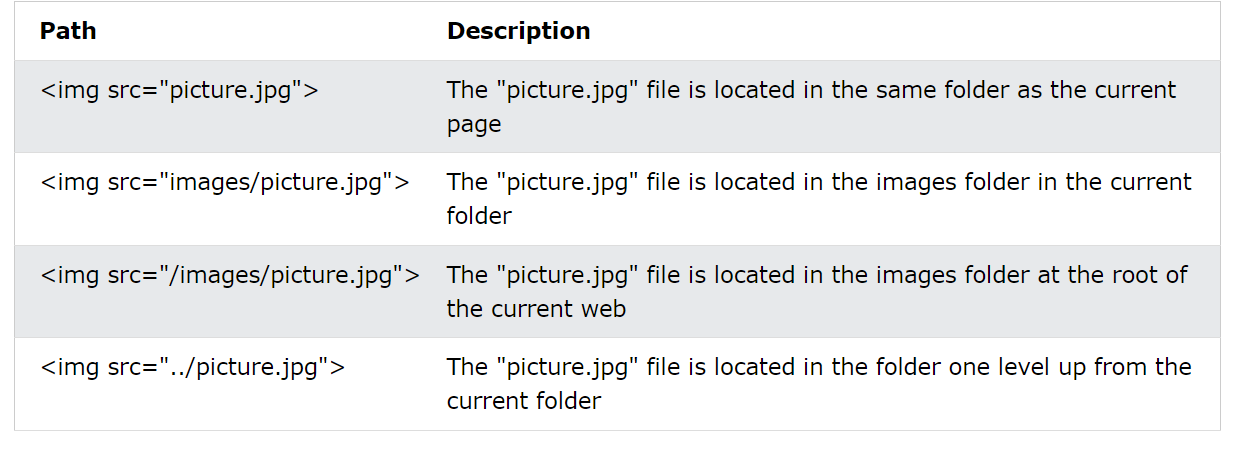 Path Description
<img src="picture.jpg"> The "picture.jpg" file is located in the same folder as the current
page
<img src="images/picture.jpg"> The "picture.jpg" file is located in the images folder in the current
folder
<img src="/images/picture.jpg"> The "picture.jpg" file is located in the images folder at the root of
the current web
<img src="../picture.jpg"> The "picture.jpg" file is located in the folder one level up from the
current folder